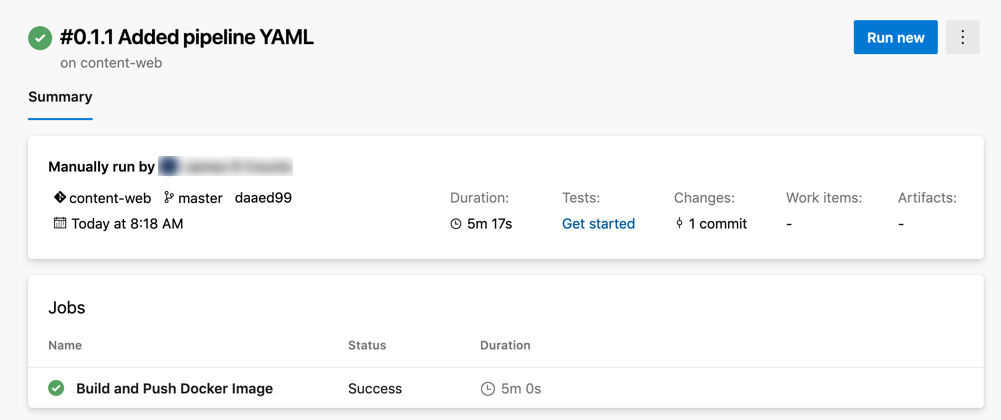 #0.1.1 Added pipeline YAML
Run new
on content-web
Summary
Manually run by
content-web master daaed99
Duration: Tests: Changes: Work items: Artifacts:
Today at 8:18 AM
5m 17s Get started 1 commit - -
Jobs
Name Status Duration
Build and Push Docker Image Success 5m 0s